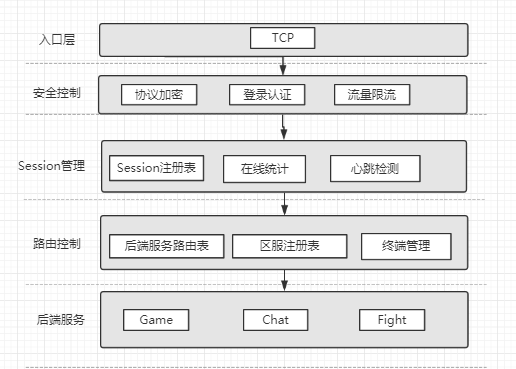 入口层
TCP
安全控制
协议加密
登录认证
流量限流
Session管理
Session注册表
在线统计
心跳检测
路由控制
后端服务路由表
区服注册表
终端管理
后端服务
Game
Chat
Fight